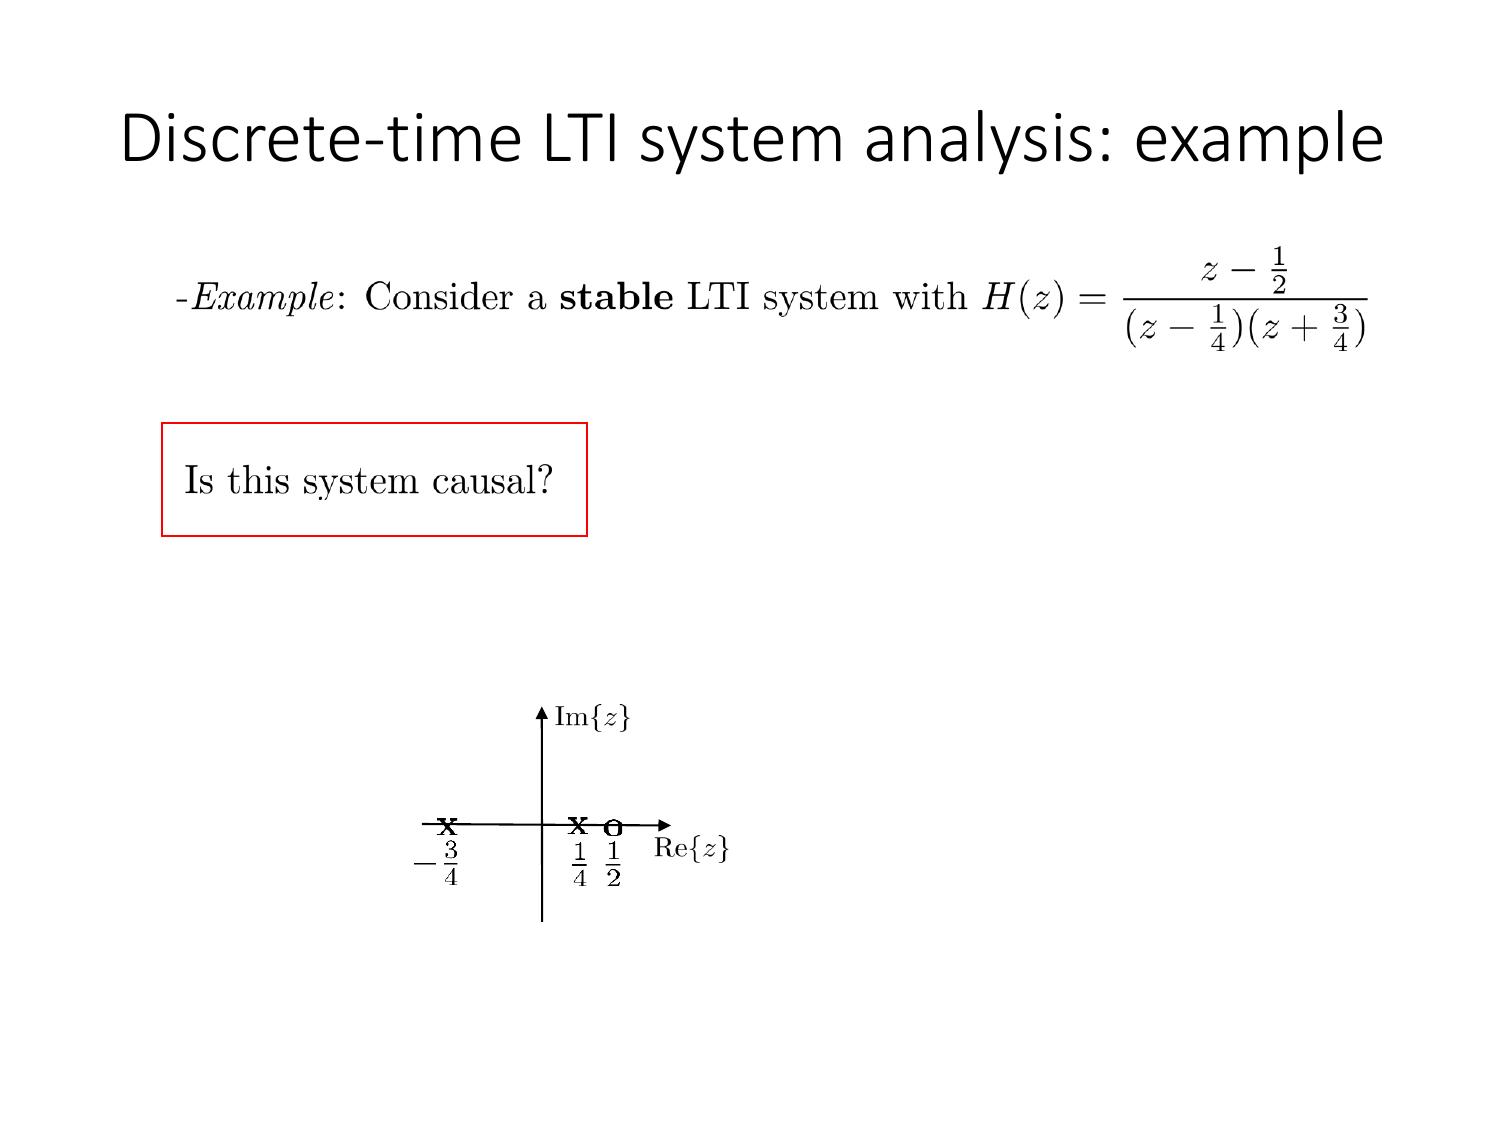 Discrete-time LTI system analysis: example
-Example: Consider a stable LTI system with $H(z) = \frac{z - \frac{1}{2}}{(z - \frac{1}{4})(z + \frac{3}{4})}$
Is this system causal?
Im{z}
x x o
Re{z}
$-\frac{3}{4}$ $\frac{1}{4}$ $\frac{1}{2}$